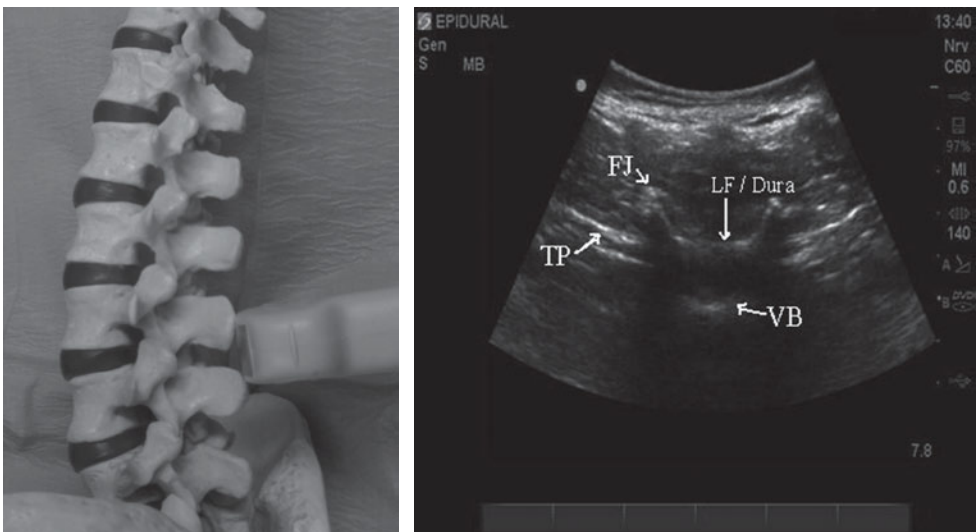 EPIDURAL
13:40
Gen
Nrv
S MB
C60
97%
MI
0.6
FJ
LF / Dura
140
TP
A
B DVD
VB
7.8